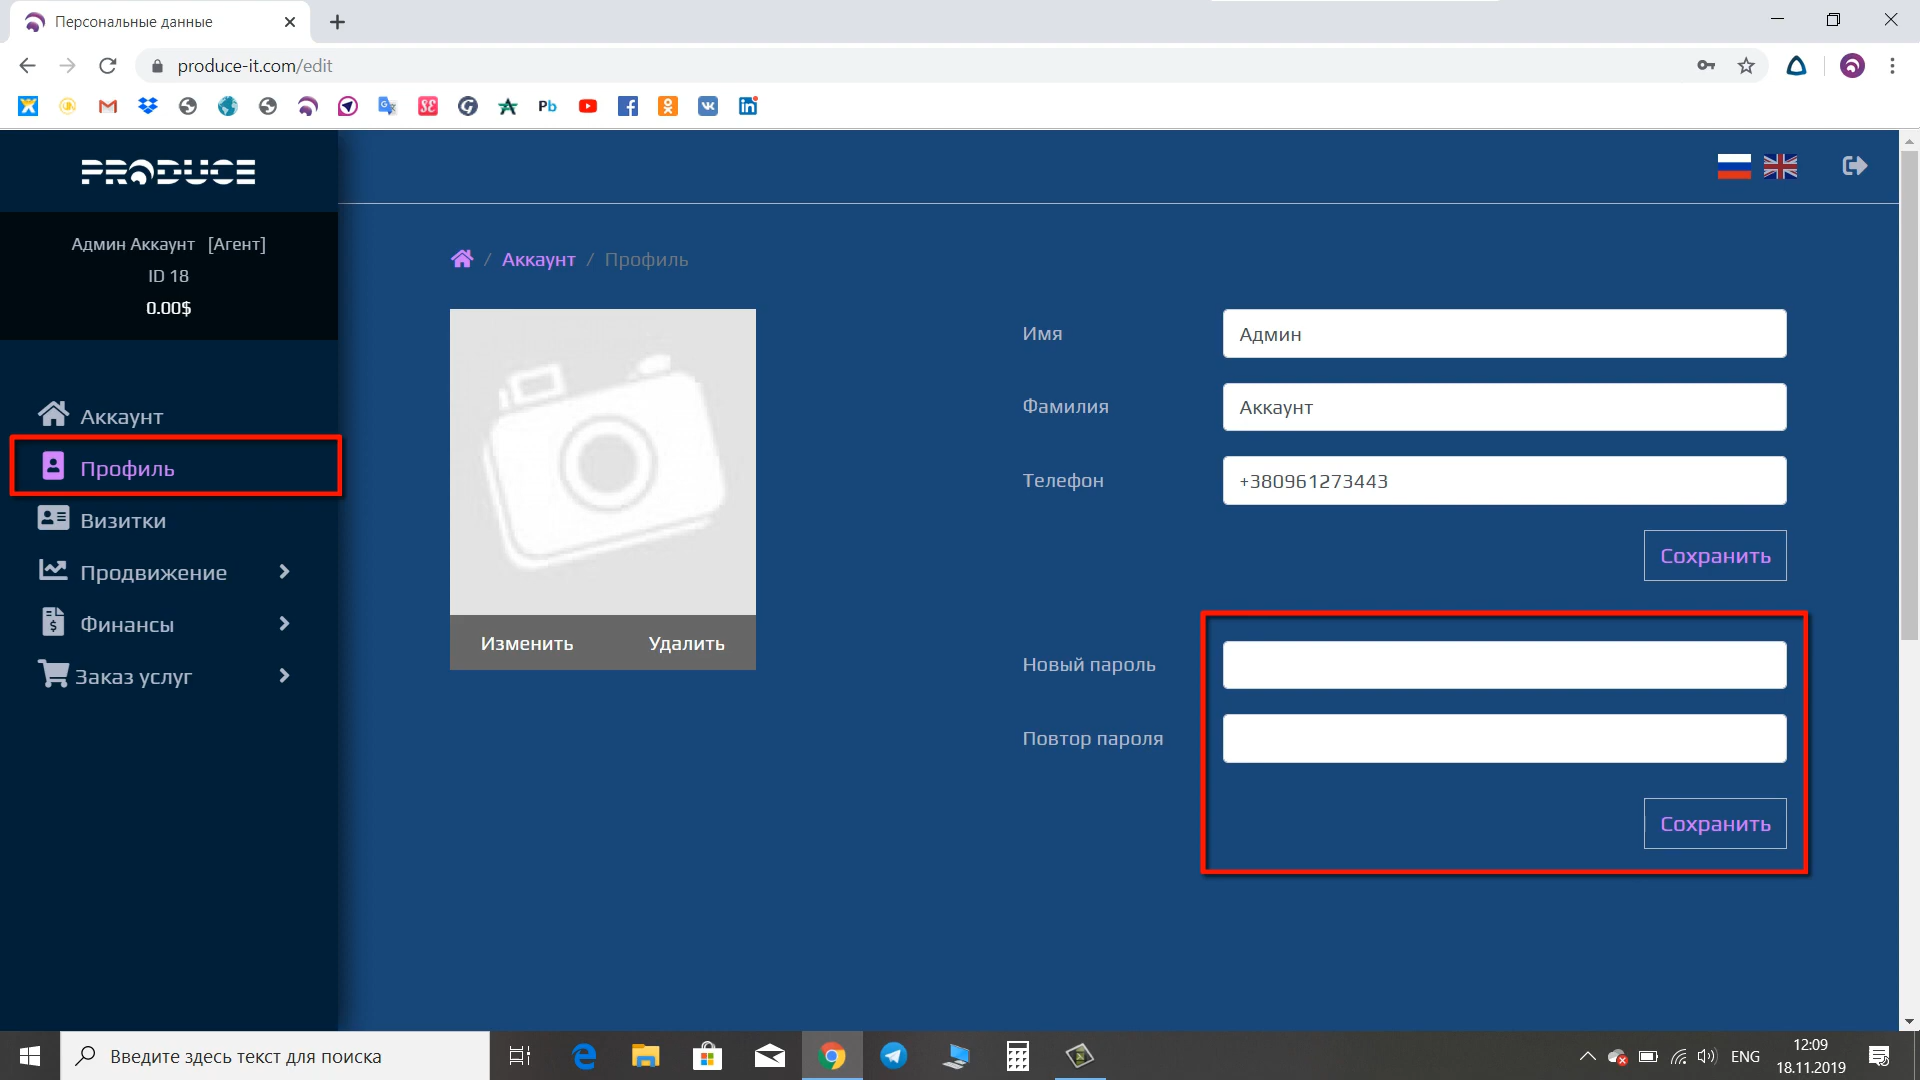 Персональные данные
produce-it.com/edit
Pb
PRODUCE
Админ Аккаунт [Агент]
ID 18
0.00$
Аккаунт
Профиль
Визитки
Продвижение
Финансы
Заказ услуг
/ Аккаунт / Профиль
Изменить Удалить
Имя Админ
Фамилия Аккаунт
Телефон +380961273443
Сохранить
Новый пароль
Повтор пароля
Сохранить
Введите здесь текст для поиска
ENG
12:09
18.11.2019